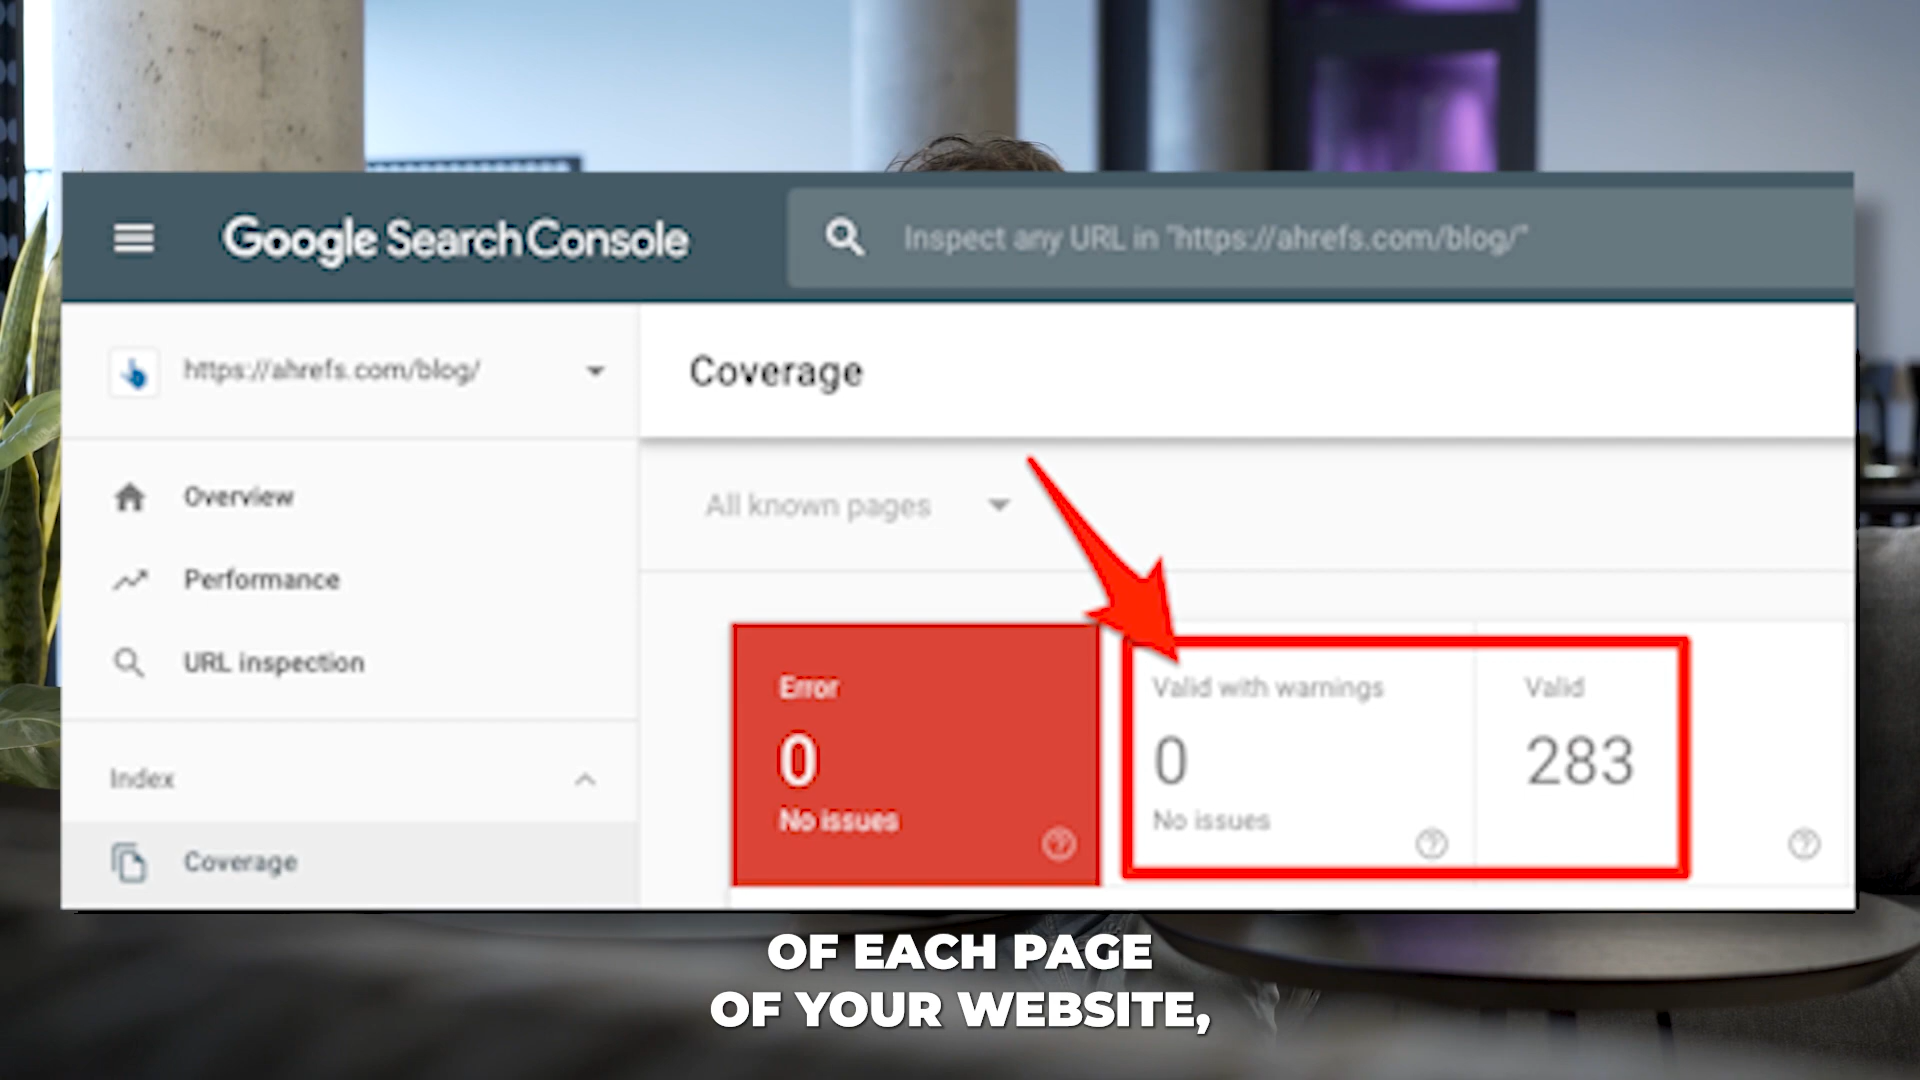 Google Search Console
Inspect any URL in "https://ahrefs.com/blog/"
https://ahrefs.com/blog/
Coverage
Overview
All known pages
Performance
URL inspection
Error
Valid with warnings
Valid
0
0
283
No issues
No issues
Index
Coverage
OF EACH PAGE
OF YOUR WEBSITE,